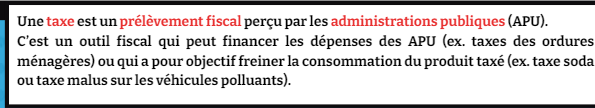 Une taxe est un prélèvement fiscal perçu par les administrations publiques (APU).
C'est un outil fiscal qui peut financer les dépenses des APU (ex. taxes des ordures
ménagères) ou qui a pour objectif freiner la consommation du produit taxé (ex. taxe soda
ou taxe malus sur les véhicules polluants).